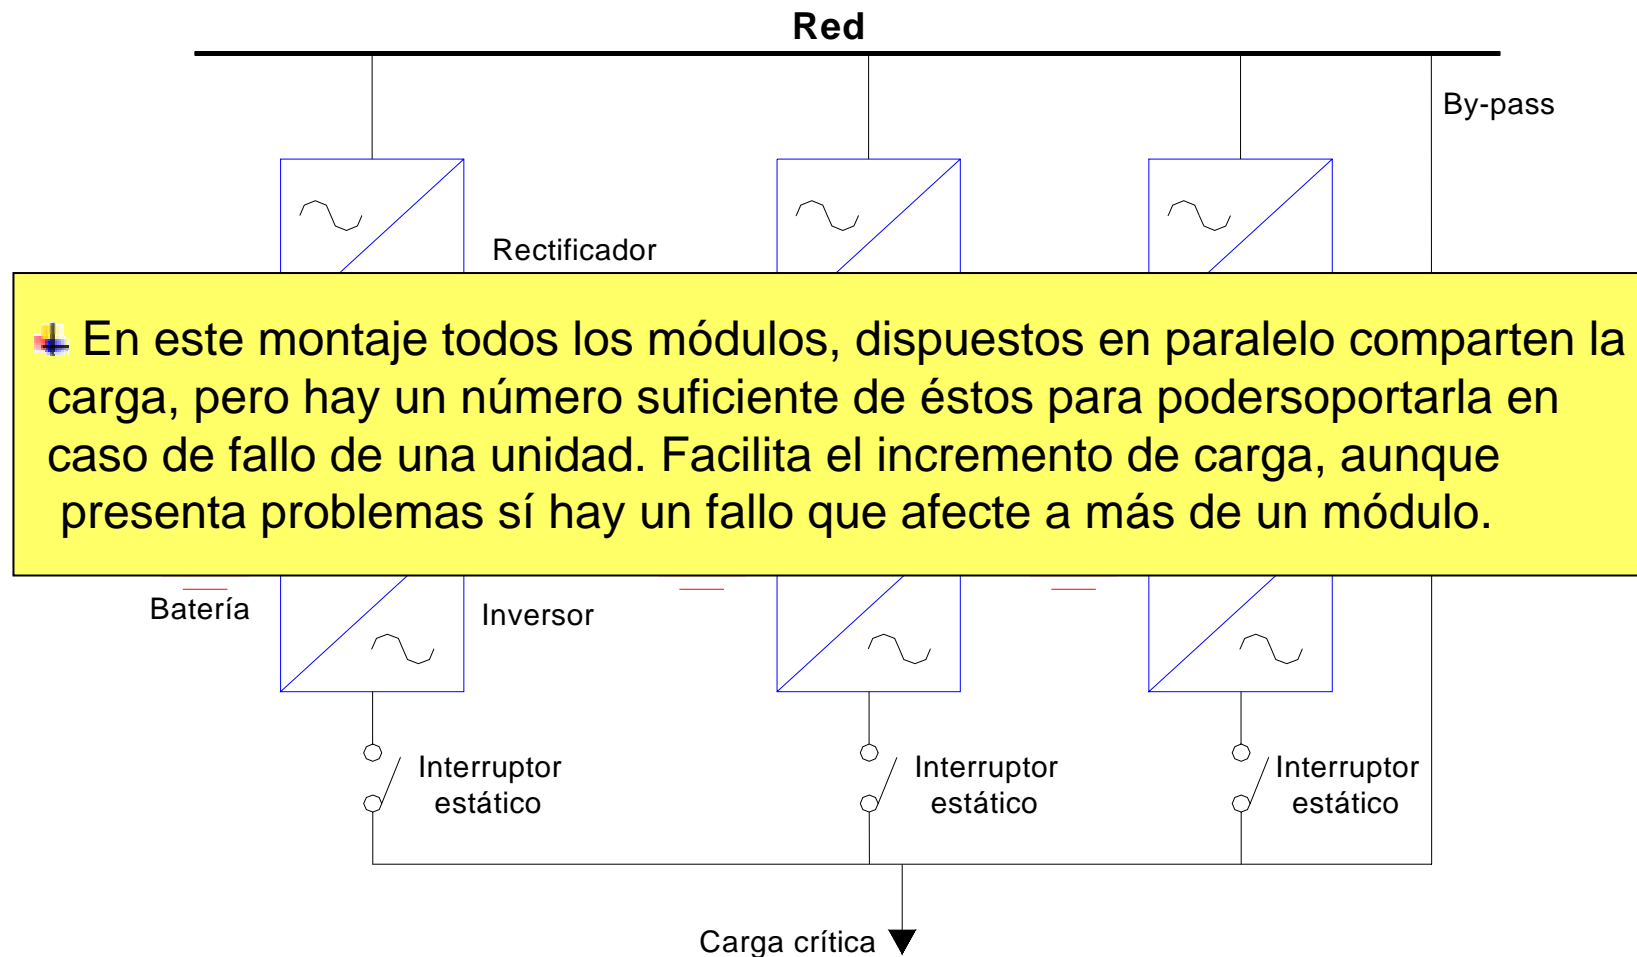 Red
By-pass
Rectificador
En este montaje todos los módulos, dispuestos en paralelo comparten la
carga, pero hay un número suficiente de éstos para podersoportarla en
caso de fallo de una unidad. Facilita el incremento de carga, aunque
presenta problemas sí hay un fallo que afecte a más de un módulo.
Batería
Inversor
Interruptor
estático
Interruptor
estático
Interruptor
estático
Carga crítica